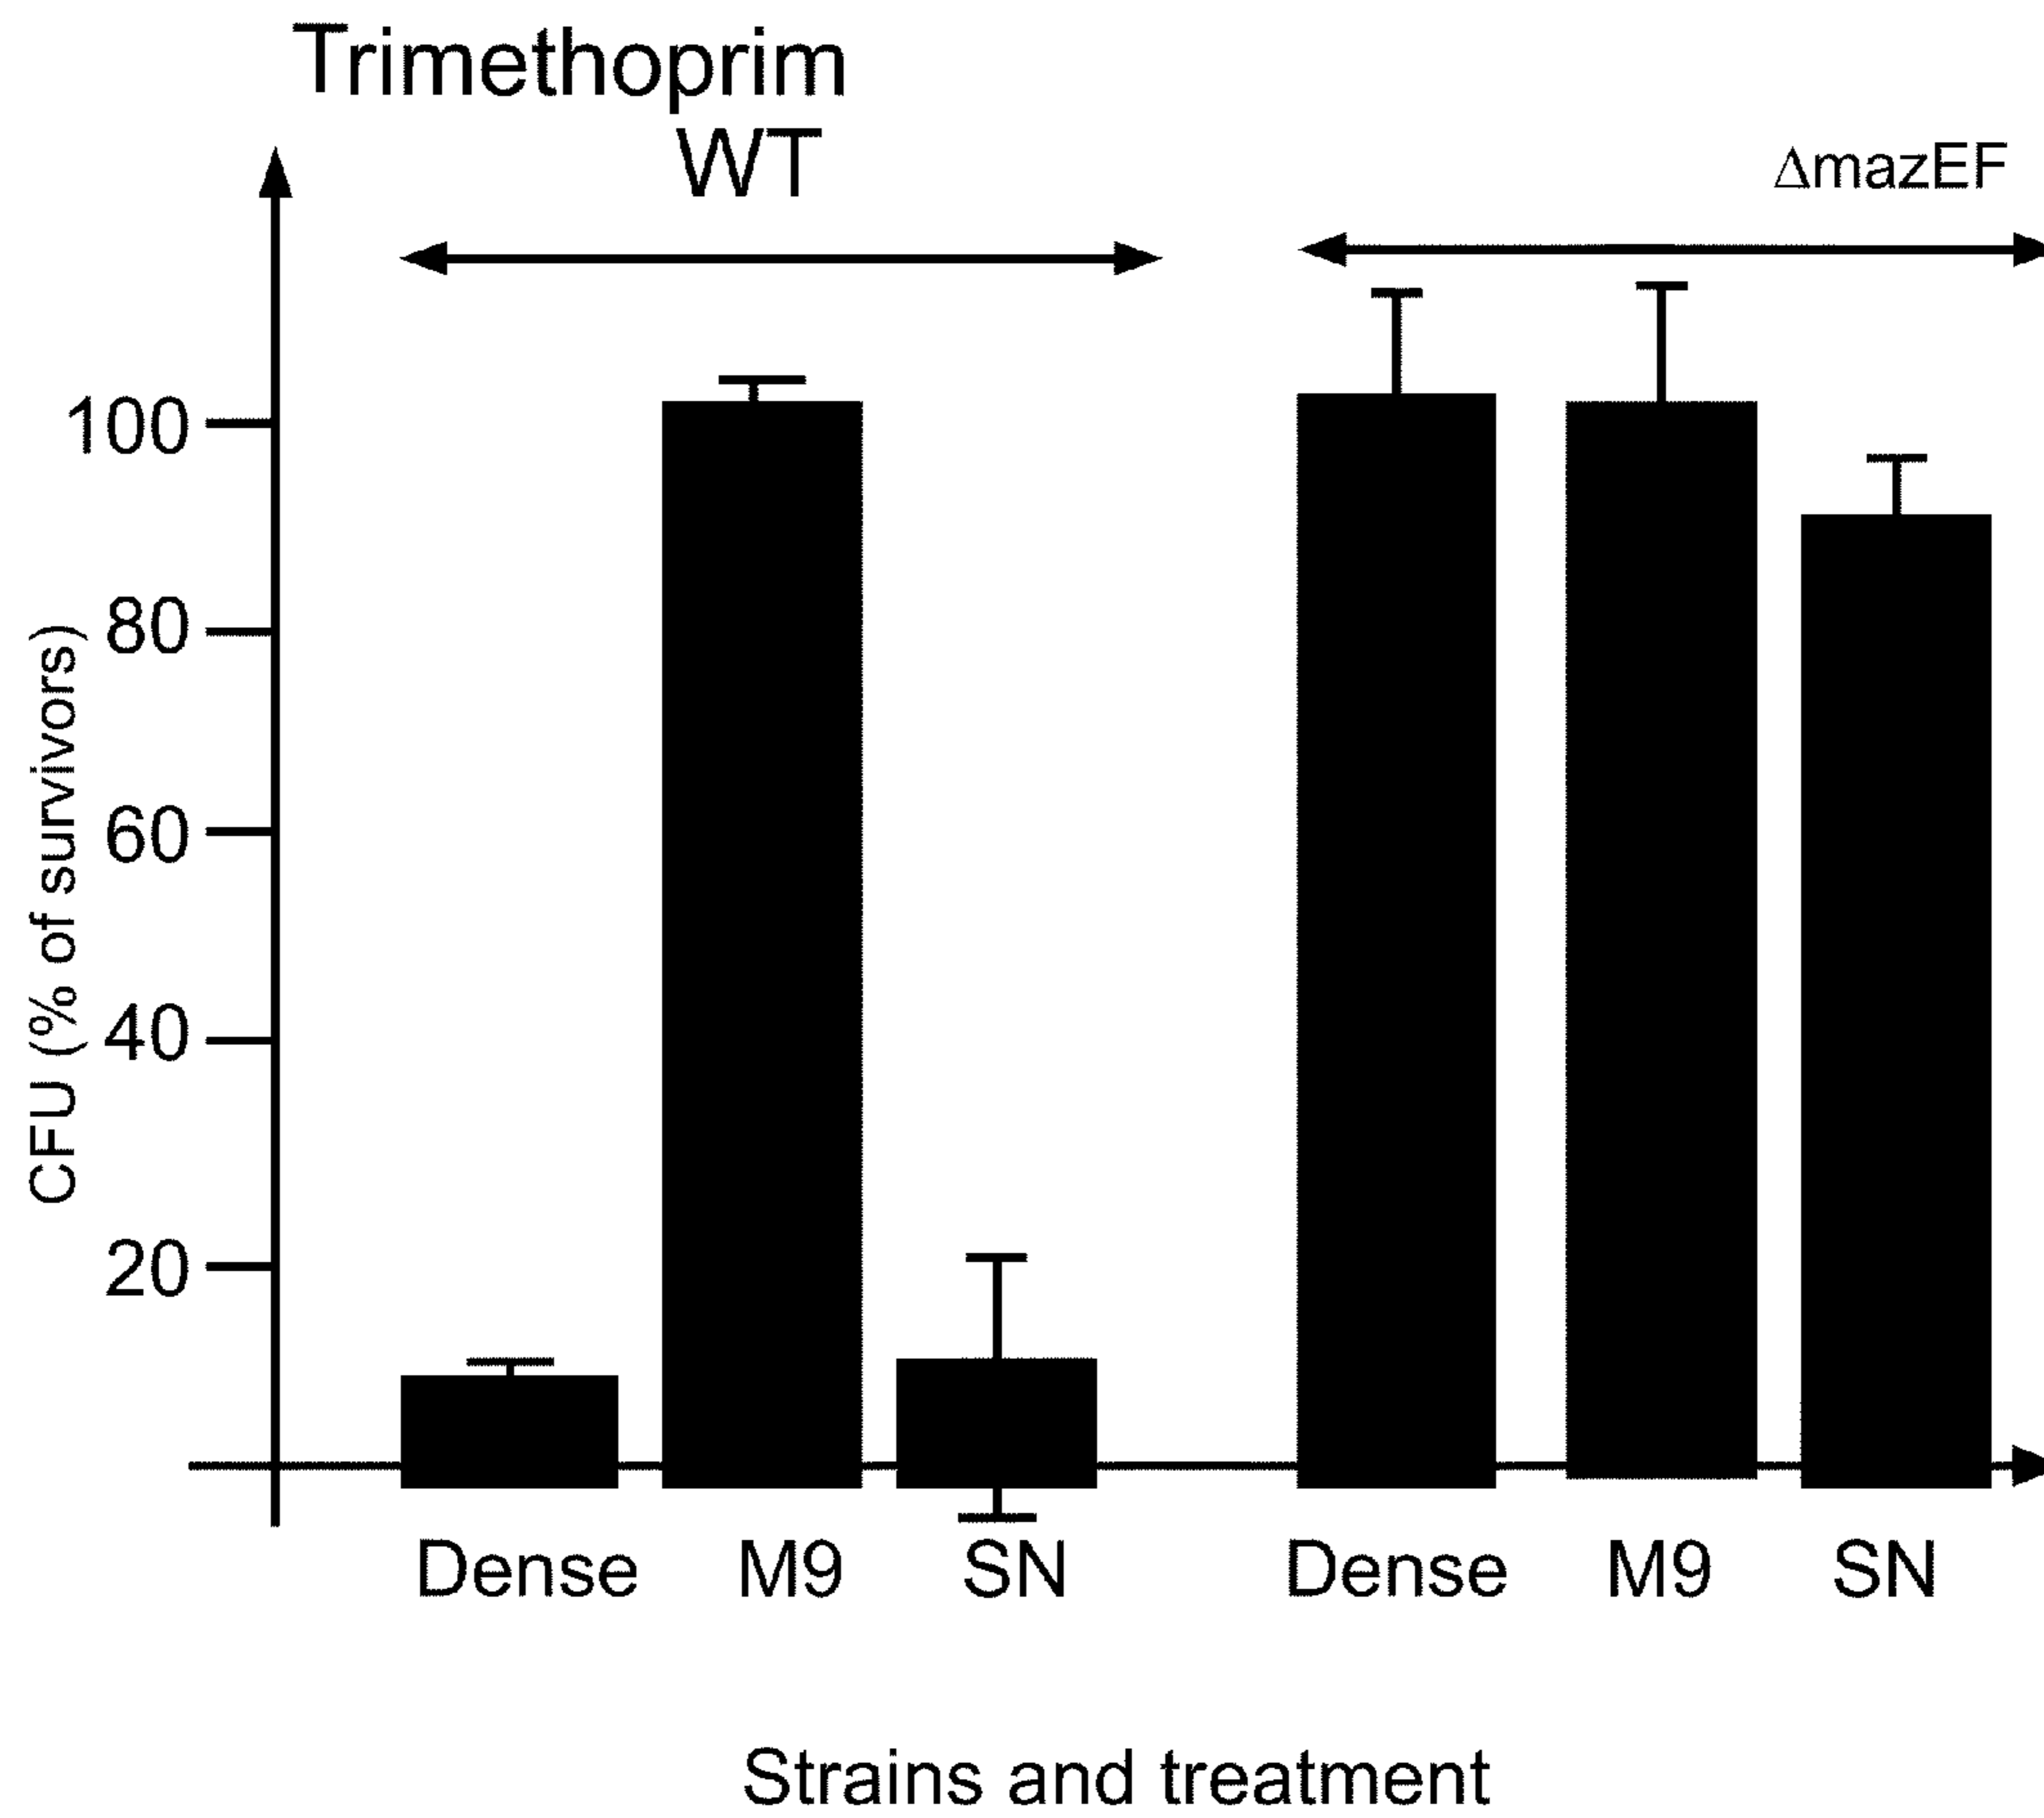 Trimethoprim
WT
ΔmazEF
100
80
60
40
20
CFU (% of survivors)
Dense M9 SN Dense M9 SN
Strains and treatment